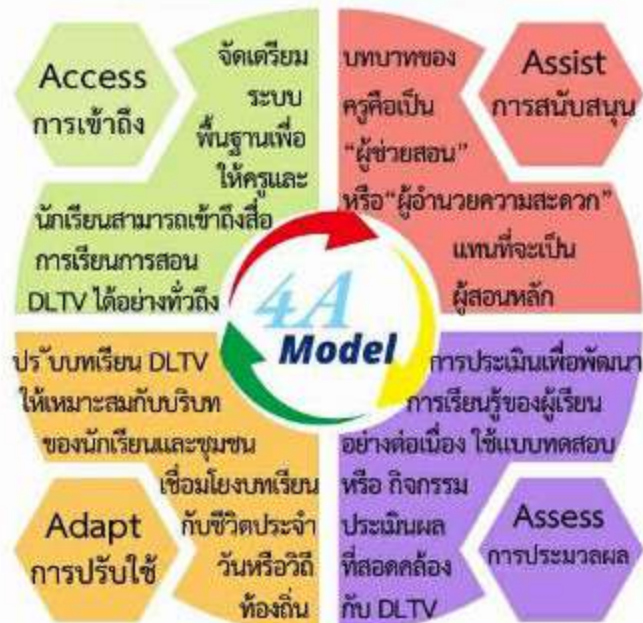 Access
การเข้าถึง
จัดเตรียม
ระบบ
พื้นฐานเพื่อ
ให้ครูและ
นักเรียนสามารถเข้าถึงสื่อ
การเรียนการสอน
DLTV ได้อย่างทั่วถึง
Assist
การสนับสนุน
บทบาทของ
ครูคือเป็น
“ผู้ช่วยสอน”
หรือ“ผู้อำนวยความสะดวก”
แทนที่จะเป็น
ผู้สอนหลัก
4A
Model
ปรับบทเรียน DLTV
ให้เหมาะสมกับบริบท
ของนักเรียนและชุมชน
เชื่อมโยงบทเรียน
กับชีวิตประจำ
วันหรือวิถี
ท้องถิ่น
Adapt
การปรับใช้
การประเมินเพื่อพัฒนา
การเรียนรู้ของผู้เรียน
อย่างต่อเนื่อง ใช้แบบทดสอบ
หรือ กิจกรรม
ประเมินผล
ที่สอดคล้อง
กับ DLTV
Assess
การประมวลผล